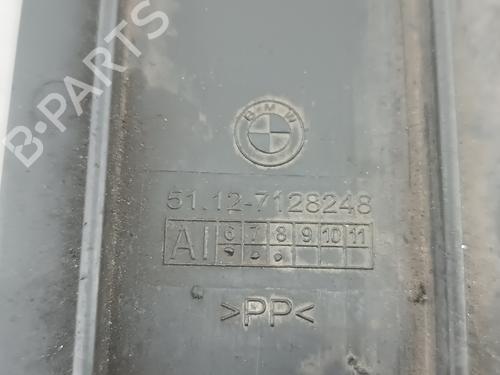 B-PARTS
BMW
51.12-7128248
AI 6 7 8 9 10 11
>PP<